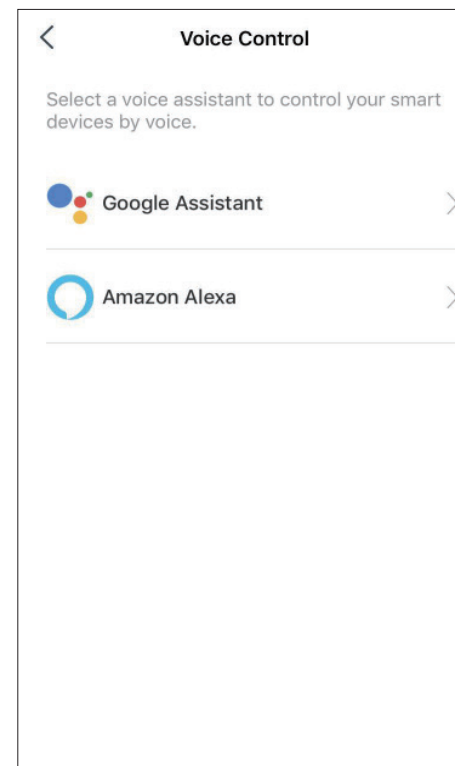 Voice Control
Select a voice assistant to control your smart
devices by voice.
Google Assistant
Amazon Alexa